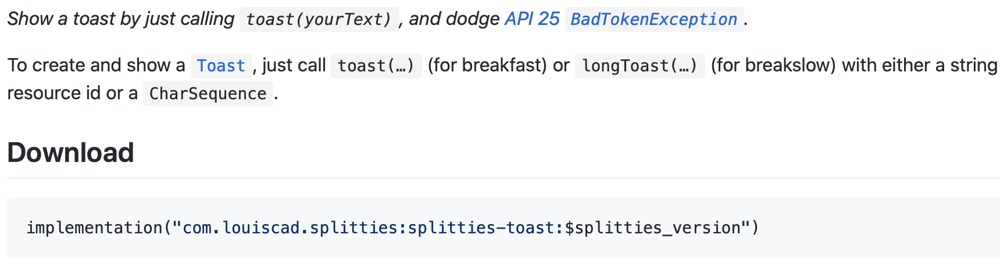 Show a toast by just calling toast(yourText), and dodge API 25 BadTokenException.
To create and show a Toast, just call toast(…) (for breakfast) or longToast(…) (for breakslow) with either a string
resource id or a CharSequence.
Download
implementation("com.louiscad.splitties:splitties-toast:$splitties_version")